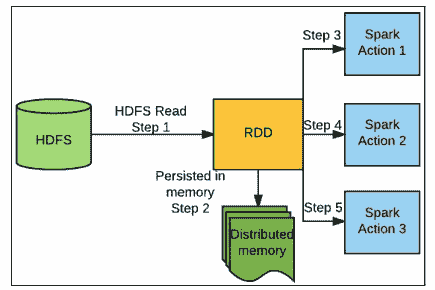 Step 3
Spark
Action 1
HDFS Read
Step 1
HDFS
RDD
Step 4
Spark
Action 2
Persisted in
memory
Step 2
Distributed
memory
Step 5
Spark
Action 3